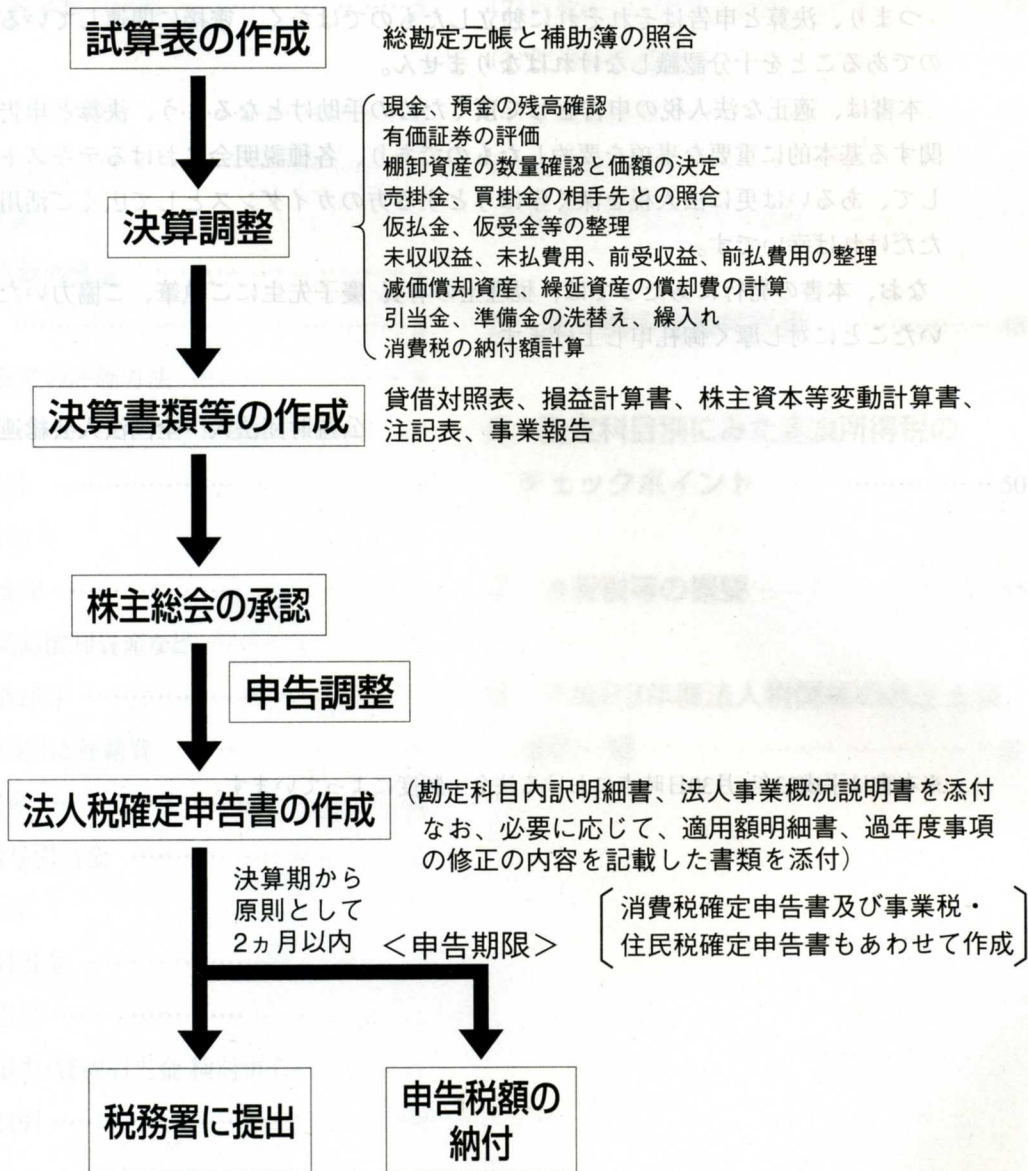 試算表の作成
総勘定元帳と補助簿の照合
現金、預金の残高確認
有価証券の評価
棚卸資産の数量確認と価額の決定
売掛金、買掛金の相手先との照合
仮払金、仮受金等の整理
未収収益、未払費用、前受収益、前払費用の整理
減価償却資産、繰延資産の償却費の計算
引当金、準備金の洗替え、繰入れ
消費税の納付額計算
決算調整
決算書類等の作成
貸借対照表、損益計算書、株主資本等変動計算書、
注記表、事業報告
株主総会の承認
申告調整
法人税確定申告書の作成
(勘定科目内訳明細書、法人事業概況説明書を添付
なお、必要に応じて、適用額明細書、過年度事項
の修正の内容を記載した書類を添付)
決算期から
原則として
2ヵ月以内
<申告期限>
消費税確定申告書及び事業税・
住民税確定申告書もあわせて作成
税務署に提出
申告税額の
納付